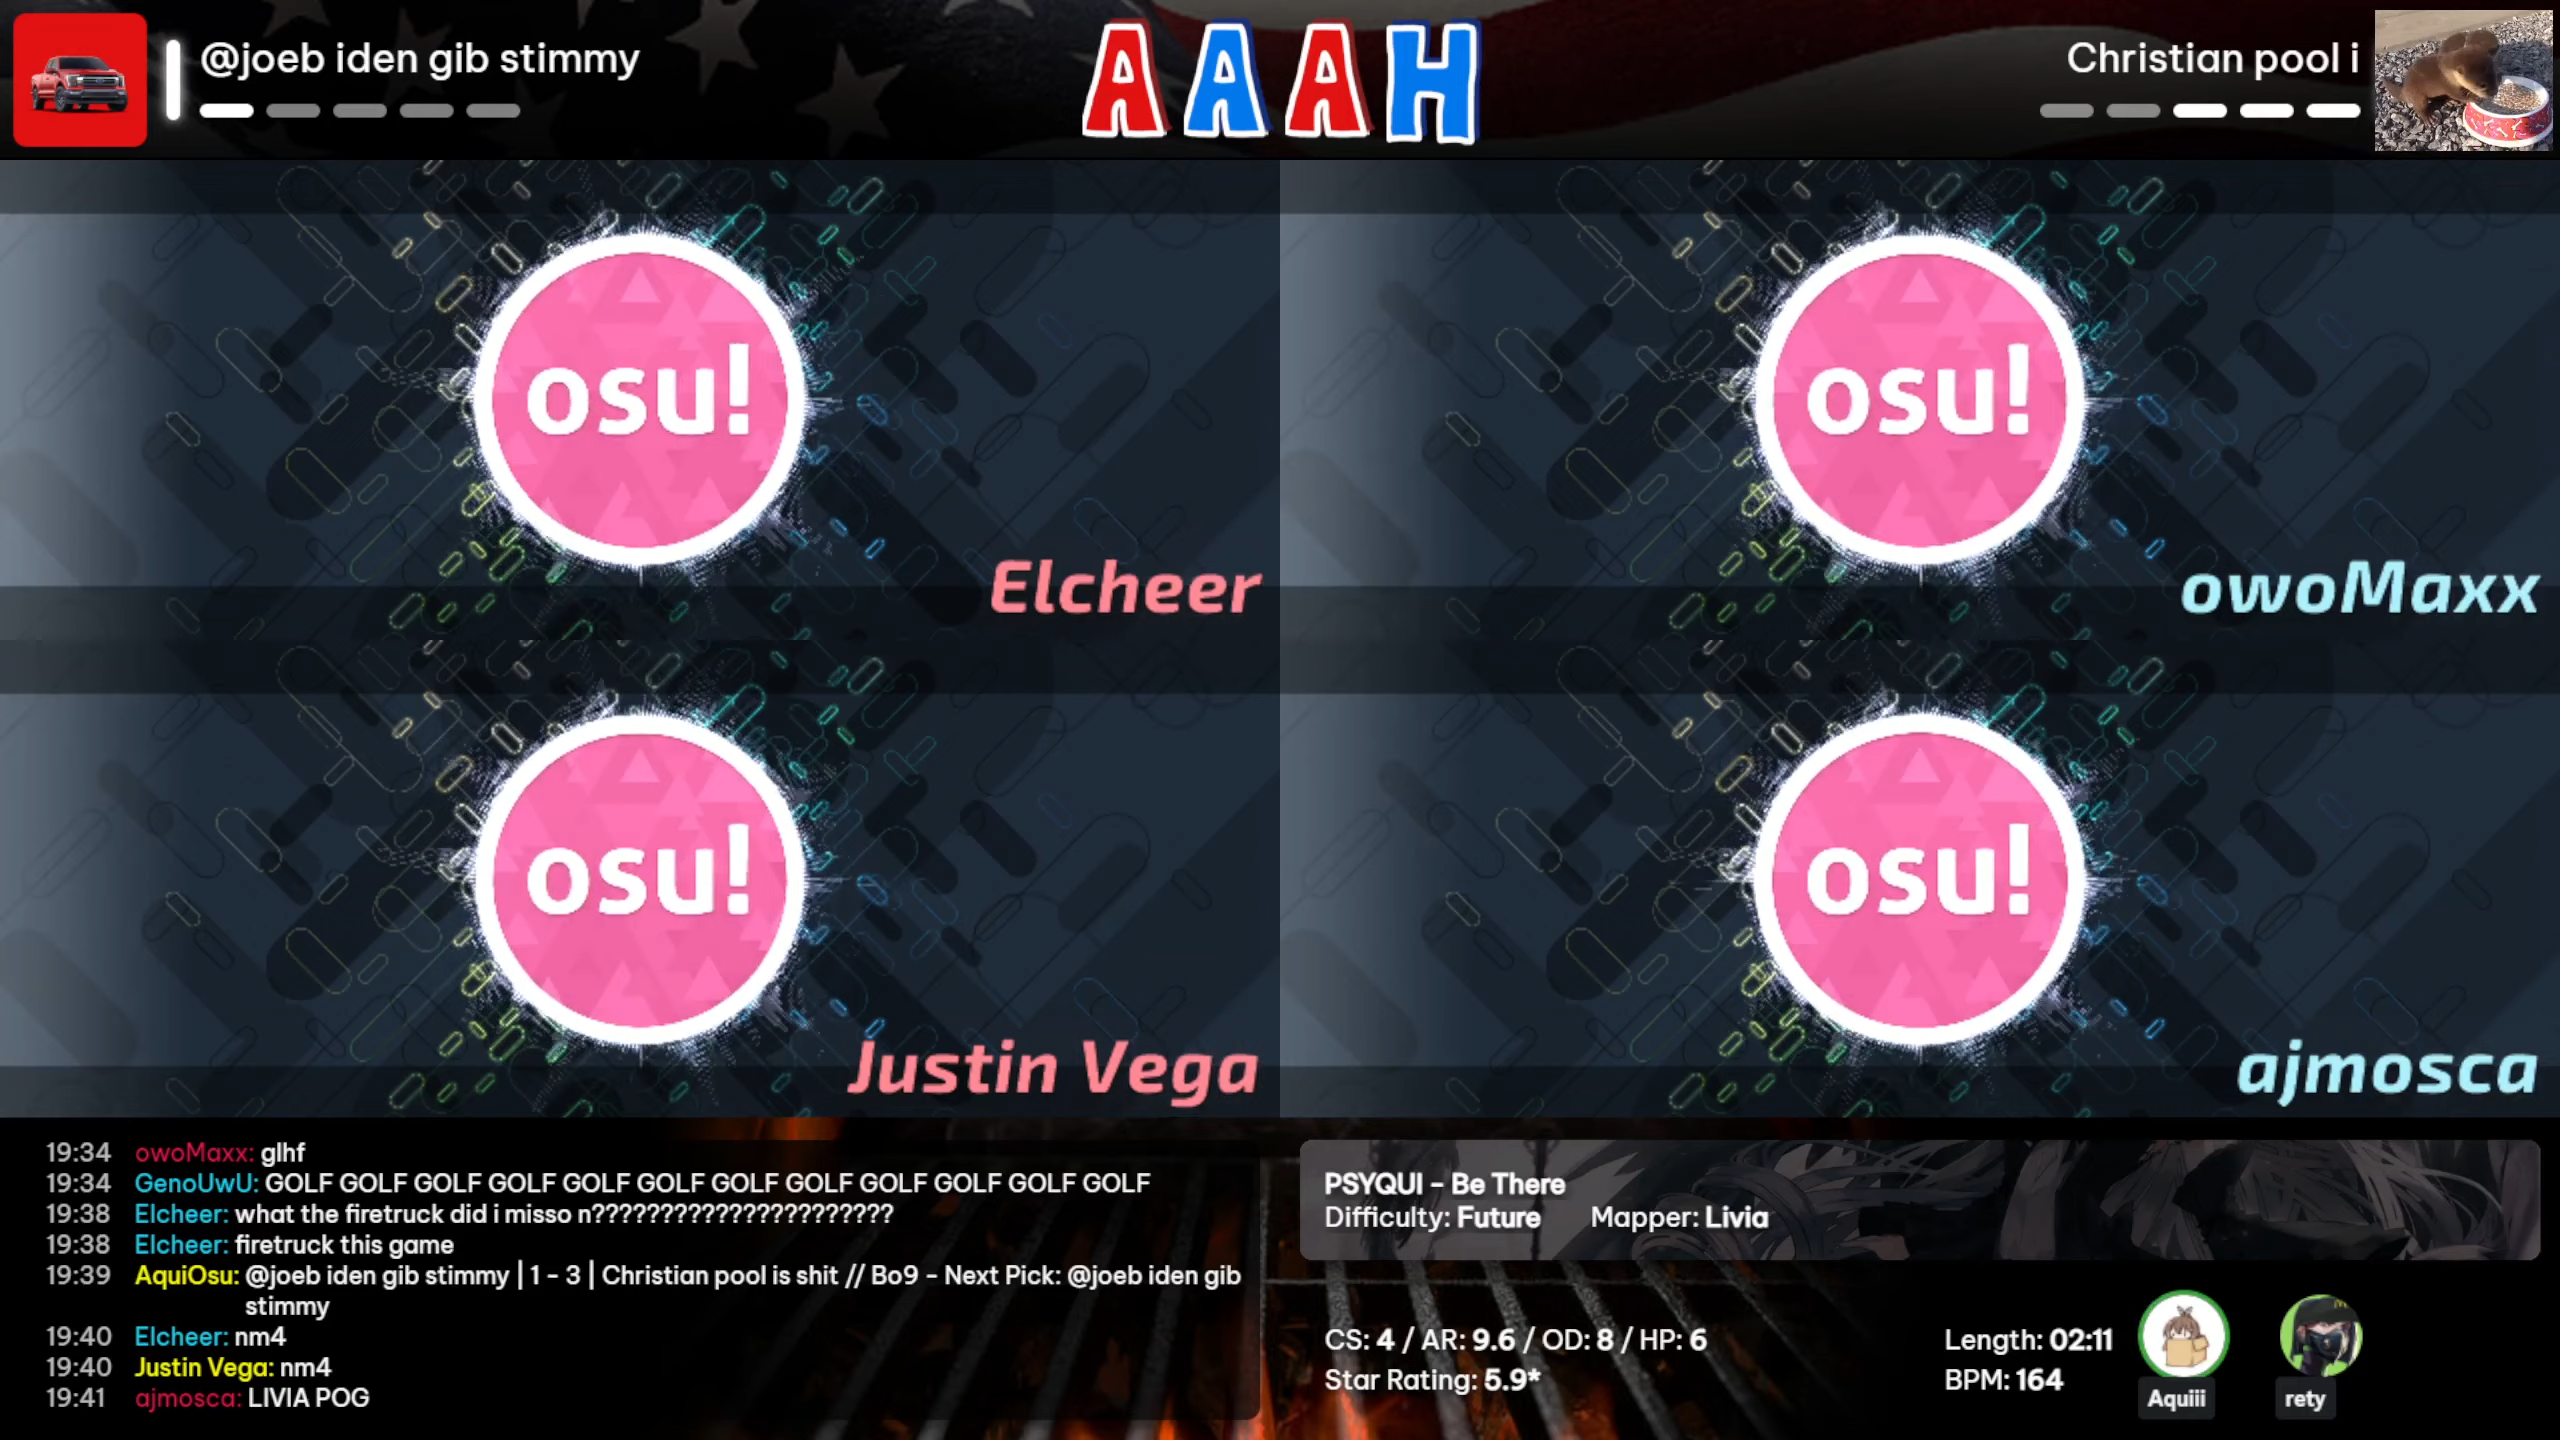 @joeb iden gib stimmy
AAAH
Christian pool i
osu!
Elcheer
osu!
owoMaxx
osu!
Justin Vega
osu!
ajmosca
19:34 owoMaxx: glhf
19:34 GenoUwU: GOLF GOLF GOLF GOLF GOLF GOLF GOLF GOLF GOLF GOLF GOLF GOLF
19:38 Elcheer: what the firetruck did i misso n??????????????????????
19:38 Elcheer: firetruck this game
19:39 AquiOsu: @joeb iden gib stimmy | 1 - 3 | Christian pool is shit // Bo9 - Next Pick: @joeb iden gib
stimmy
19:40 Elcheer: nm4
19:40 Justin Vega: nm4
19:41 ajmosca: LIVIA POG
PSYQUI - Be There
Difficulty: Future Mapper: Livia
CS: 4 / AR: 9.6 / OD: 8 / HP: 6
Star Rating: 5.9*
Length: 02:11
BPM: 164
Aquiii
rety